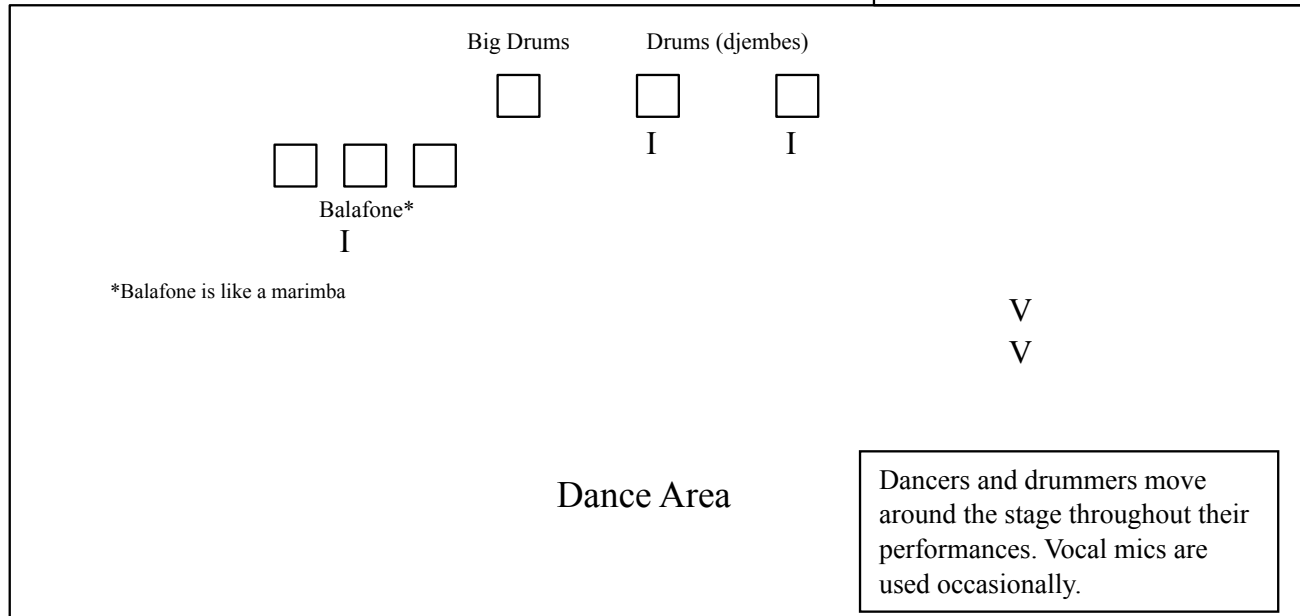 Big Drums
Drums (djembes)
I
I
Balafone*
I
*Balafone is like a marimba
V
V
Dance Area
Dancers and drummers move
around the stage throughout their
performances. Vocal mics are
used occasionally.